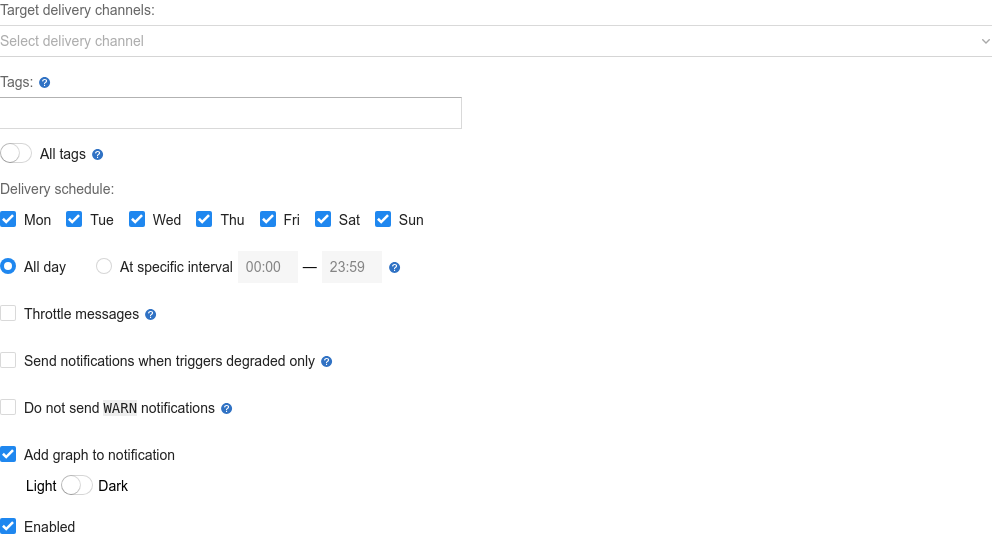 Target delivery channels:
Select delivery channel
Tags: ?
All tags ?
Delivery schedule:
Mon Tue Wed Thu Fri Sat Sun
All day At specific interval 00:00 — 23:59 ?
Throttle messages ?
Send notifications when triggers degraded only ?
Do not send WARN notifications ?
Add graph to notification
Light Dark
Enabled